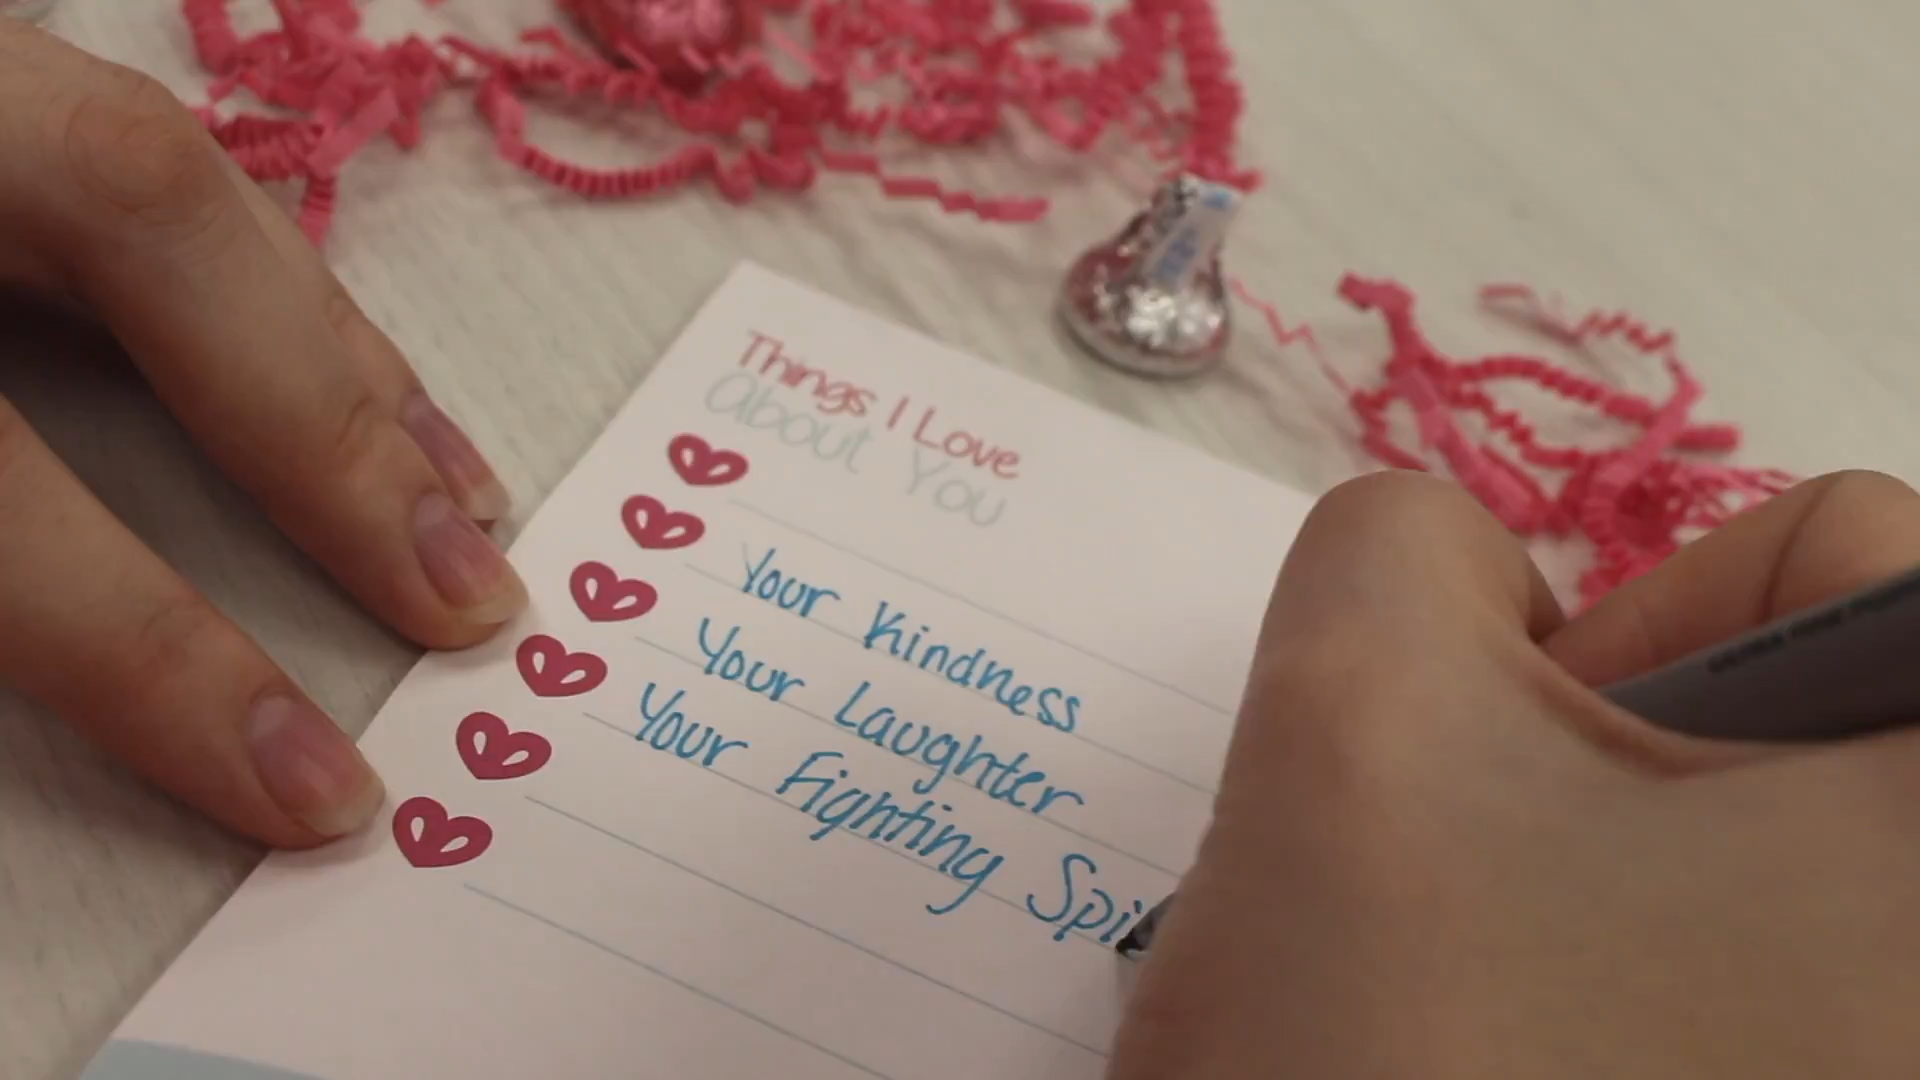 Things I Love
About You
Your Kindness
Your Laughter
Your Fighting Spi